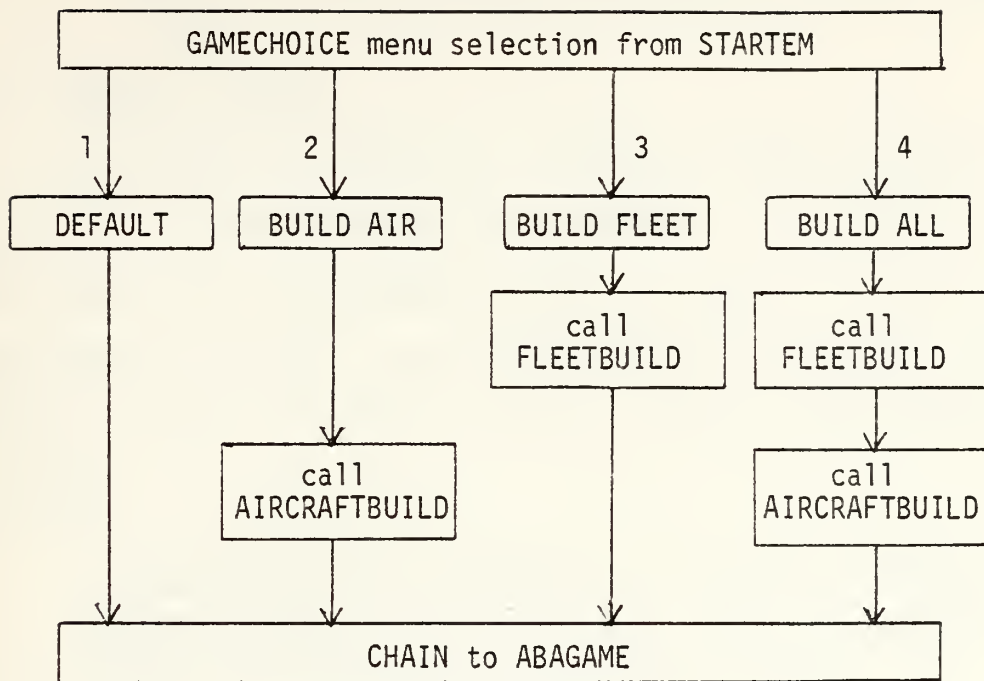 GAMECHOICE menu selection from STARTEM
1 2 3 4
DEFAULT BUILD AIR BUILD FLEET BUILD ALL
call call
FLEETBUILD FLEETBUILD
call call
AIRCRAFTBUILD AIRCRAFTBUILD
CHAIN to ABAGAME